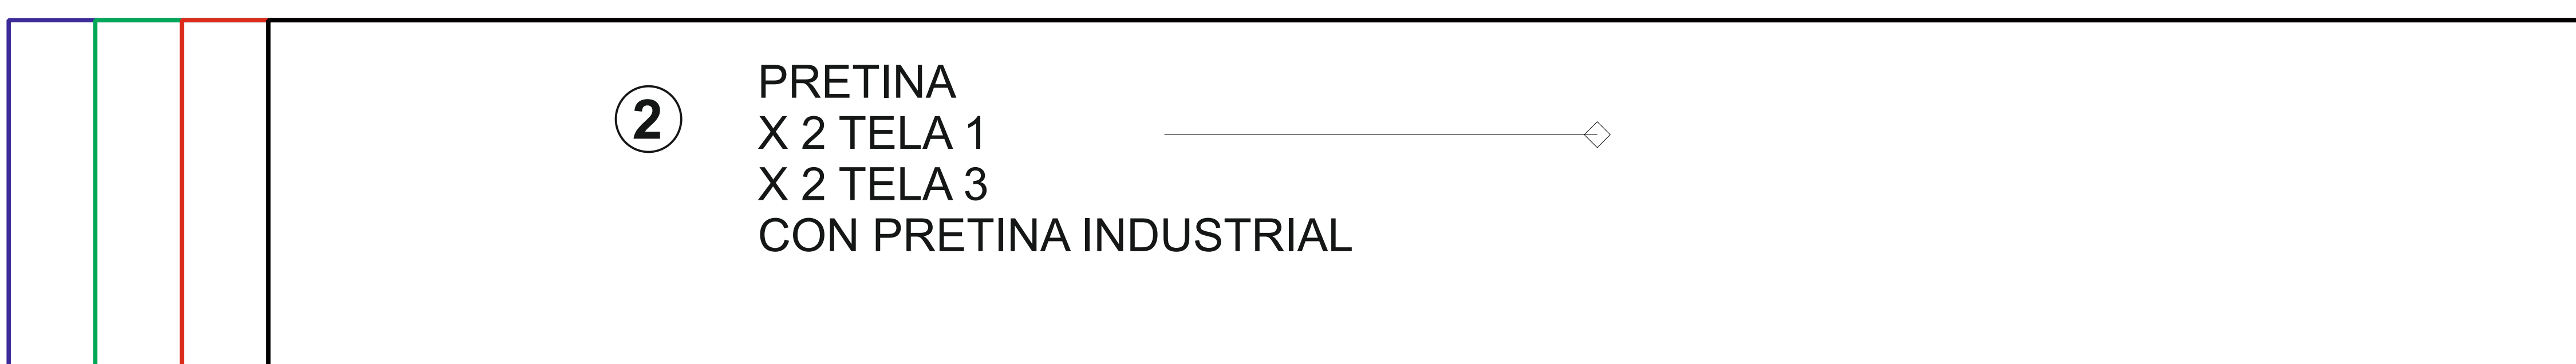 2
PRETINA
X 2 TELA 1
X 2 TELA 3
CON PRETINA INDUSTRIAL